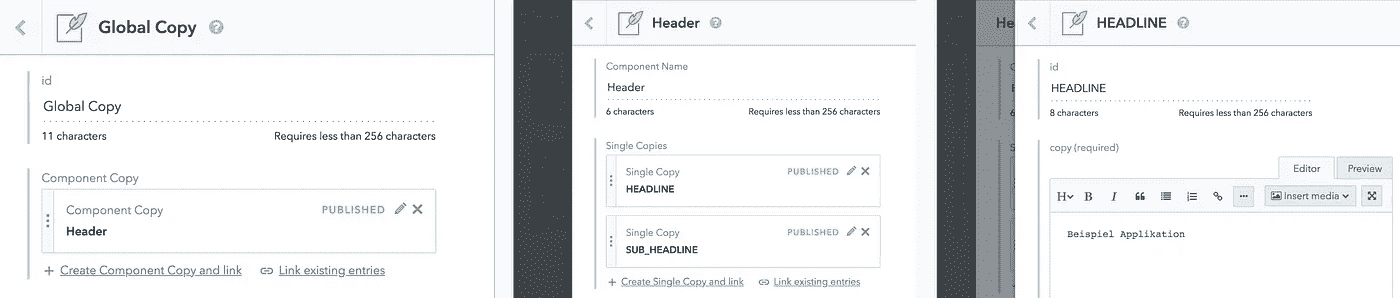 Global Copy
id
Global Copy
11 characters Requires less than 256 characters
Component Copy
Component Copy PUBLISHED
Header
Create Component Copy and link Link existing entries
Header
Component Name
Header
6 characters Requires less than 256 characters
Single Copies
Single Copy PUBLISHED
HEADLINE
Single Copy PUBLISHED
SUB_HEADLINE
Create Single Copy and link Link existing entries
He
HEADLINE
id
HEADLINE
8 characters Requires less than 256 characters
copy (required)
Editor Preview
H B I Insert media
Beispiel Applikation